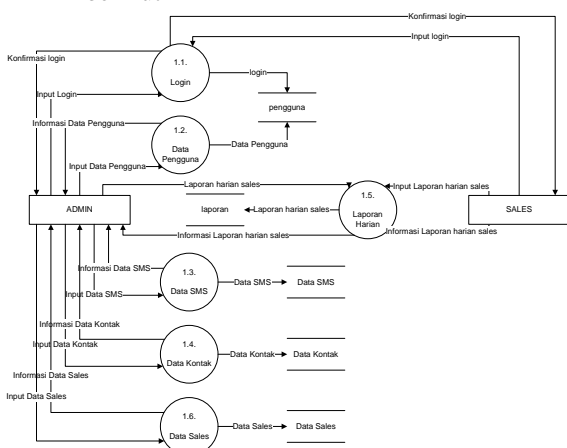 Konfirmasi login
Input login
Konfirmasi login
1.1.
Login
login
Input Login
pengguna
Informasi Data Pengguna
1.2.
Data
Pengguna
Data Pengguna
Input Data Pengguna
Laporan harian sales
Input Laporan harian sales
1.5.
Laporan
Harian
ADMIN
laporan
Laporan harian sales
SALES
Informasi Laporan harian sales
Informasi Laporan harian sales
Informasi Data SMS
1.3.
Data SMS
Data SMS
Data SMS
Input Data SMS
Informasi Data Kontak
Input Data Kontak
1.4.
Data Kontak
Data Kontak
Data Kontak
Informasi Data Sales
Input Data Sales
1.6.
Data Sales
Data Sales
Data Sales